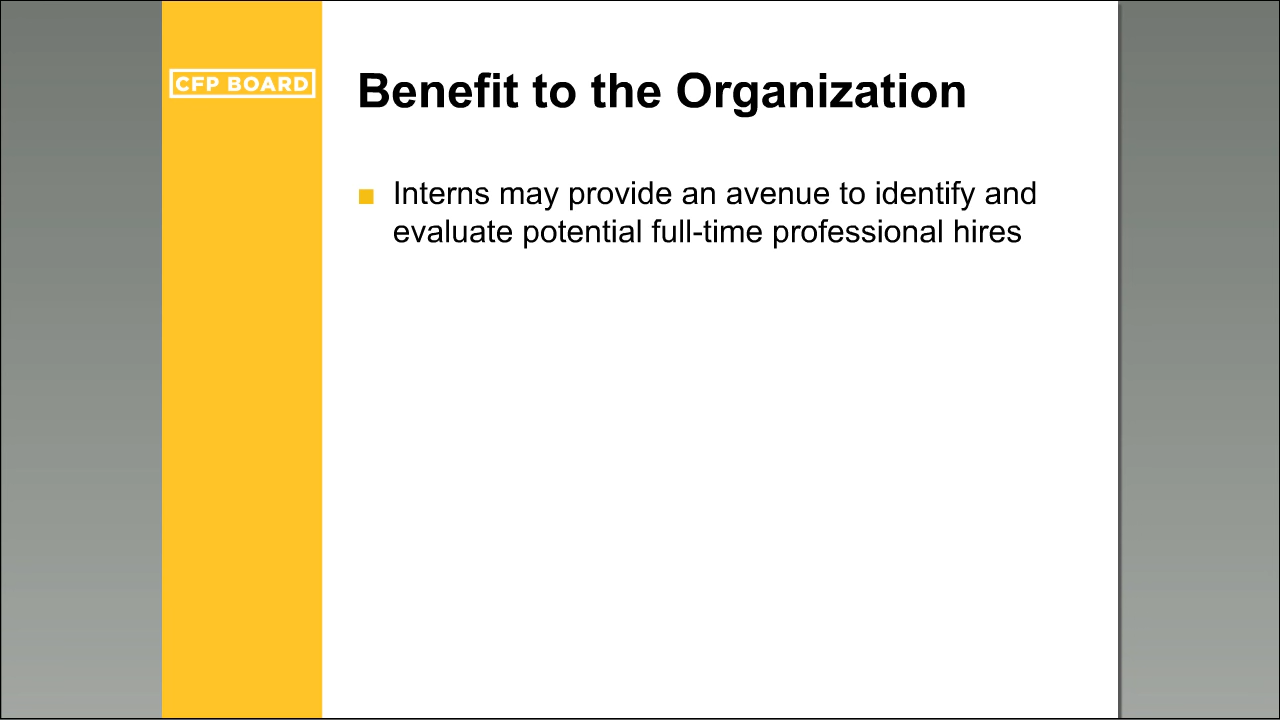 CFP BOARD
Benefit to the Organization
Interns may provide an avenue to identify and
evaluate potential full-time professional hires